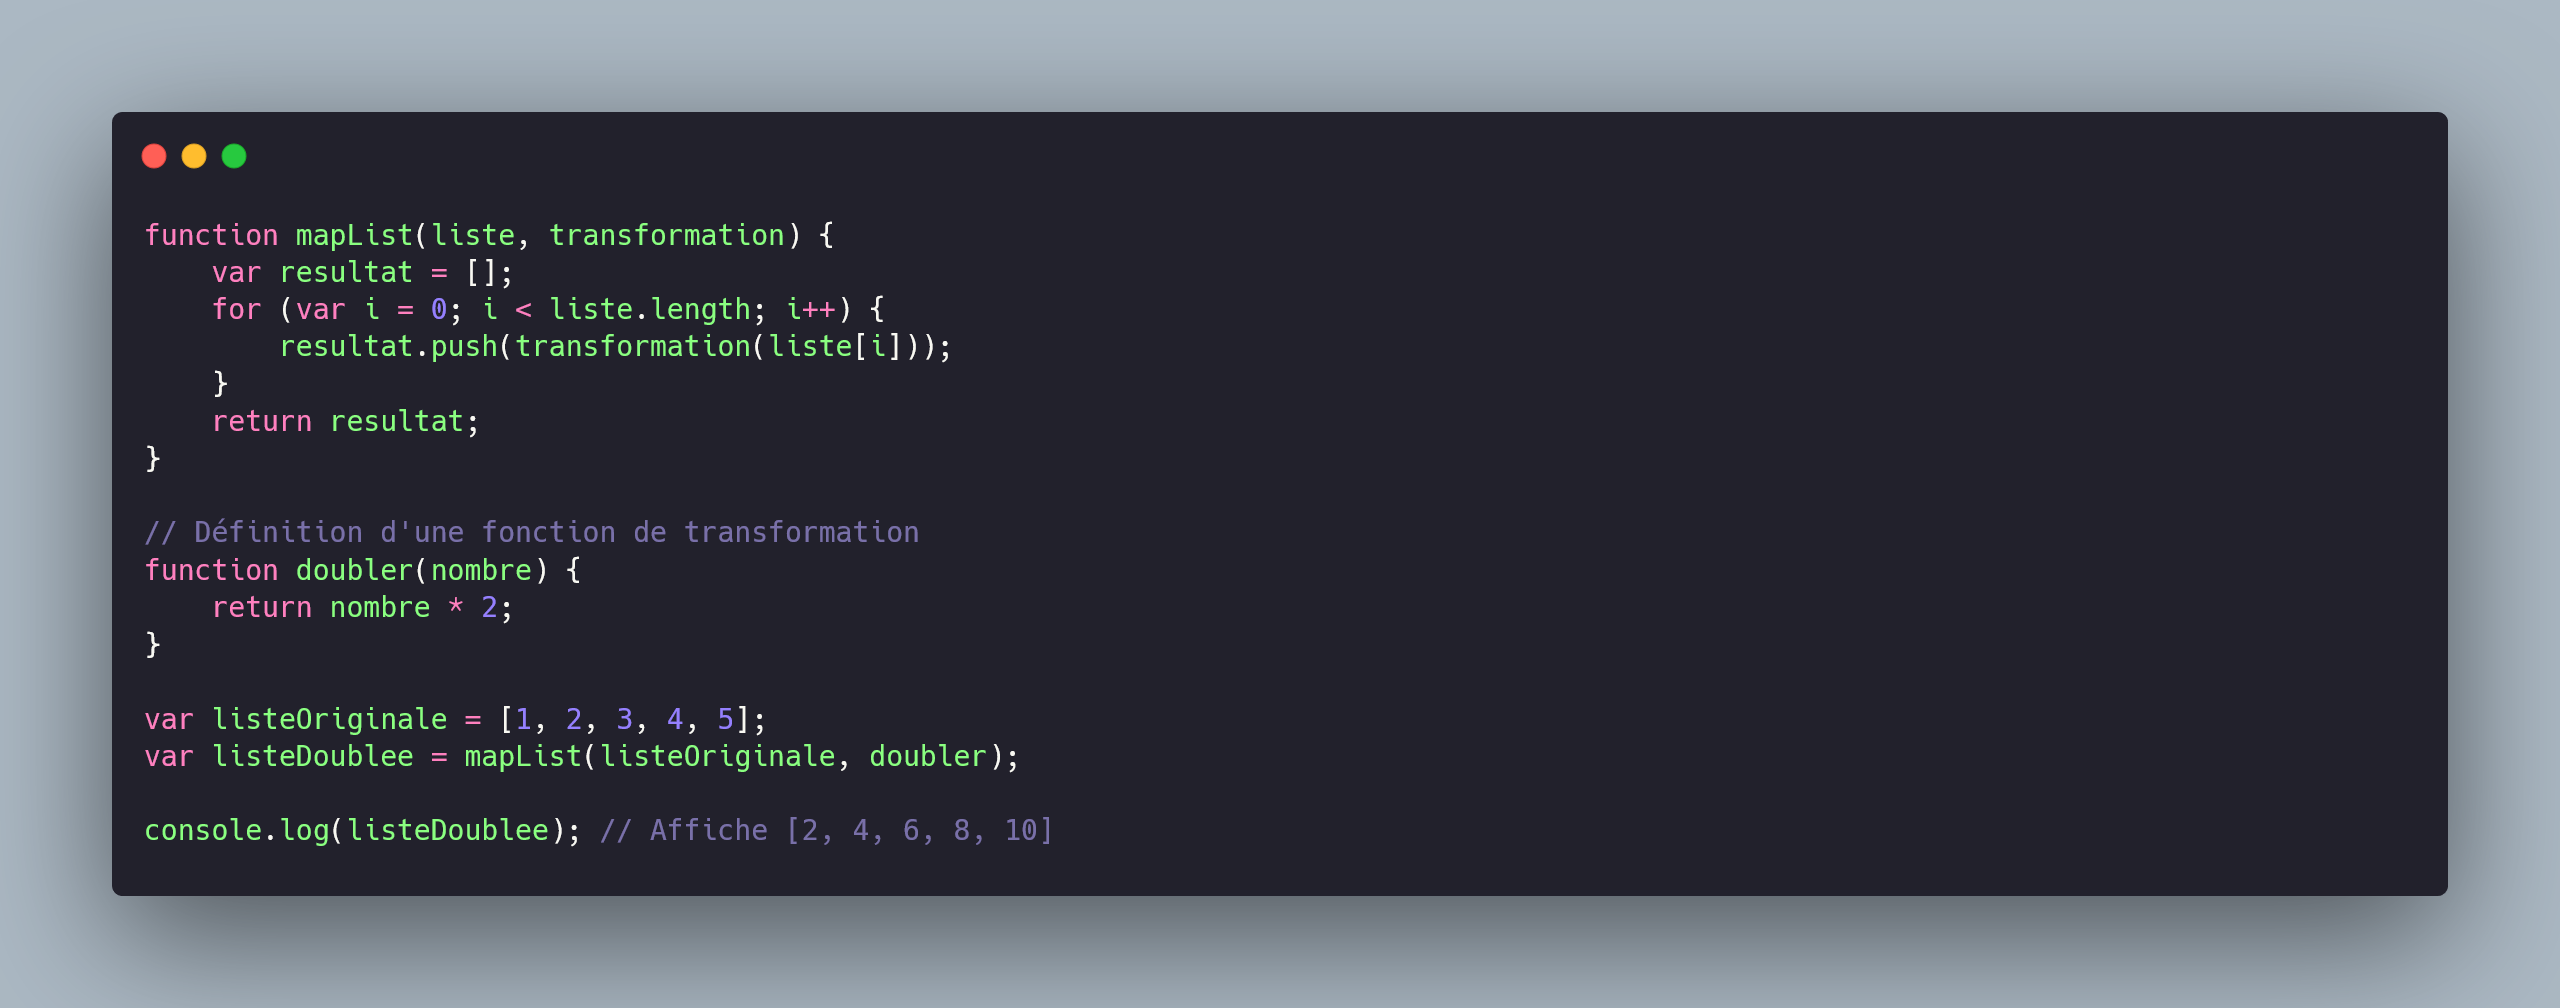 function mapList(liste, transformation) {
    var resultat = [];
    for (var i = 0; i < liste.length; i++) {
        resultat.push(transformation(liste[i]));
    }
    return resultat;
}

// Définition d'une fonction de transformation
function doubler(nombre) {
    return nombre * 2;
}

var listeOriginale = [1, 2, 3, 4, 5];
var listeDoublee = mapList(listeOriginale, doubler);

console.log(listeDoublee); // Affiche [2, 4, 6, 8, 10]